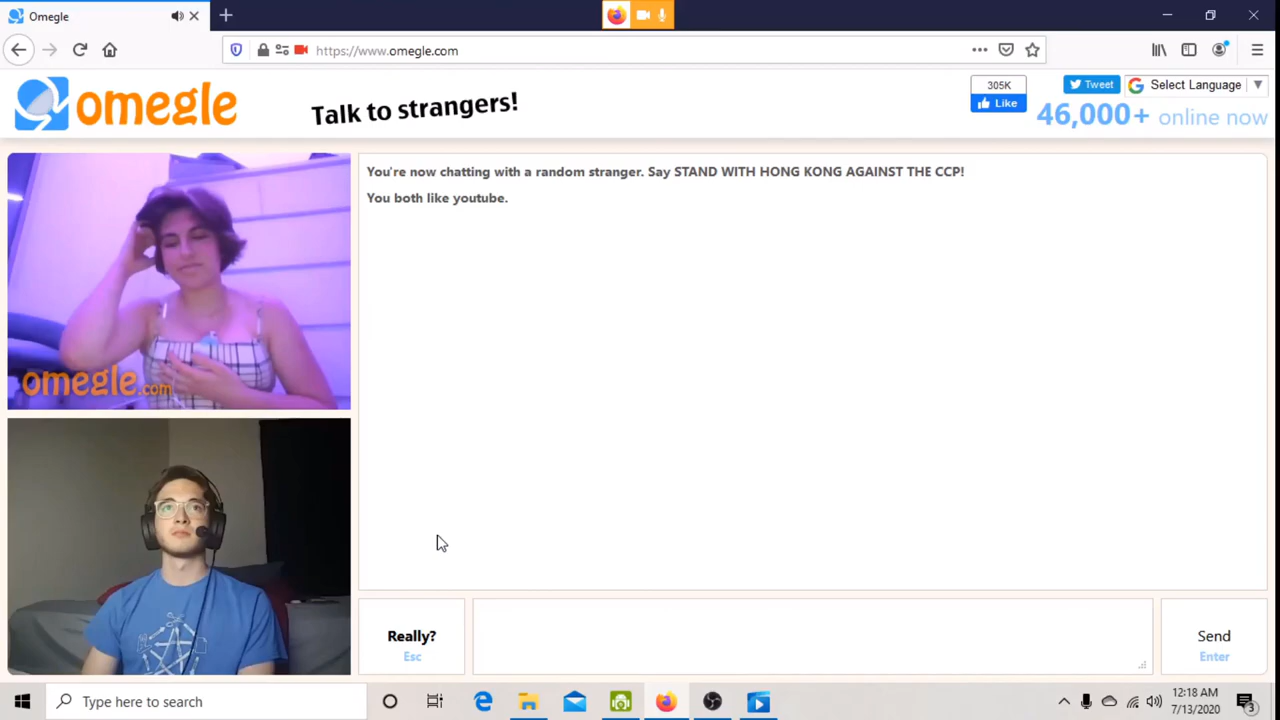 Omegle
https://www.omegle.com
omegle
Talk to strangers!
305K
Like
Tweet
Select Language
46,000+ online now
You're now chatting with a random stranger. Say STAND WITH HONG KONG AGAINST THE CCP!
You both like youtube.
omegle.com
Really?
Esc
Send
Enter
Type here to search
12:18 AM
7/13/2020
3